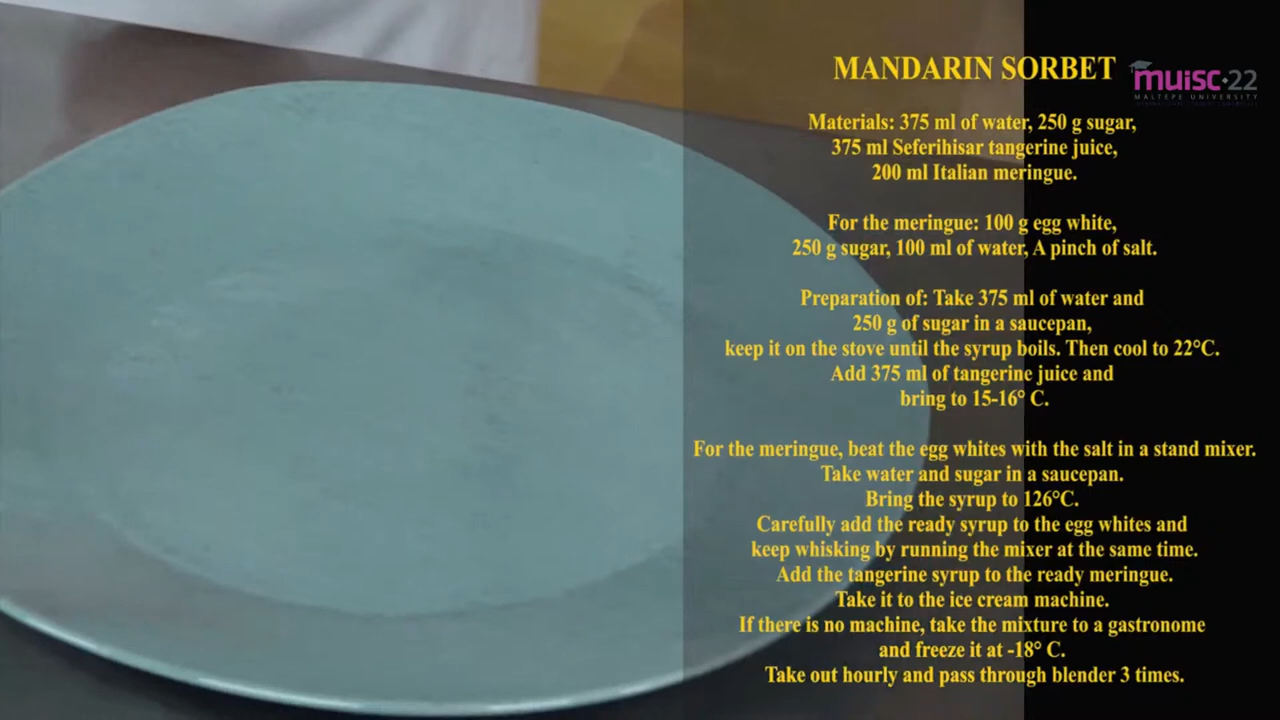 MANDARIN SORBET
muisc·22
MALTEPE UNIVERSITY
Materials: 375 ml of water, 250 g sugar,
375 ml Seferihisar tangerine juice,
200 ml Italian meringue.
For the meringue: 100 g egg white,
250 g sugar, 100 ml of water, A pinch of salt.
Preparation of: Take 375 ml of water and
250 g of sugar in a saucepan,
keep it on the stove until the syrup boils. Then cool to 22°C.
Add 375 ml of tangerine juice and
bring to 15-16° C.
For the meringue, beat the egg whites with the salt in a stand mixer.
Take water and sugar in a saucepan.
Bring the syrup to 126°C.
Carefully add the ready syrup to the egg whites and
keep whisking by running the mixer at the same time.
Add the tangerine syrup to the ready meringue.
Take it to the ice cream machine.
If there is no machine, take the mixture to a gastronome
and freeze it at -18° C.
Take out hourly and pass through blender 3 times.